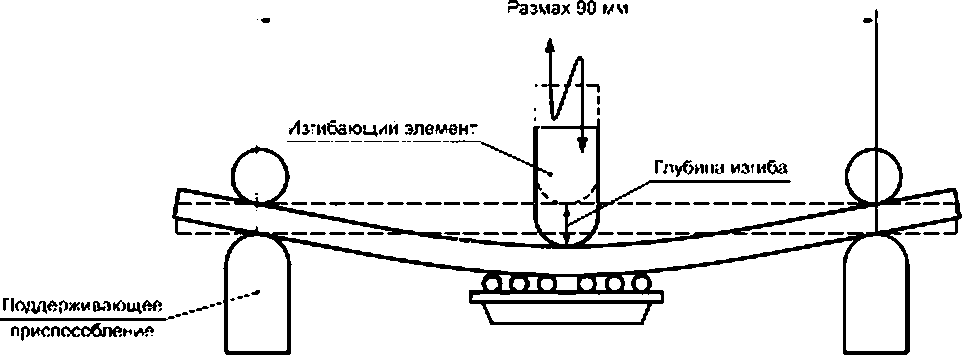 Размах 90 мм
Изгибающий элемент
Глубина изгиба
Поддерживающее
приспособление